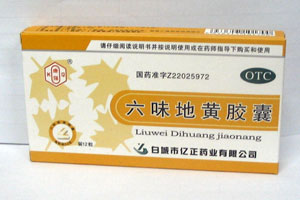 请仔细阅读说明书并按说明使用或在药师指导下购买和使用
国药准字Z22025972
OTC
六味地黄胶囊
Liuwei Dihuang jiaonang
白城市亿正药业有限公司